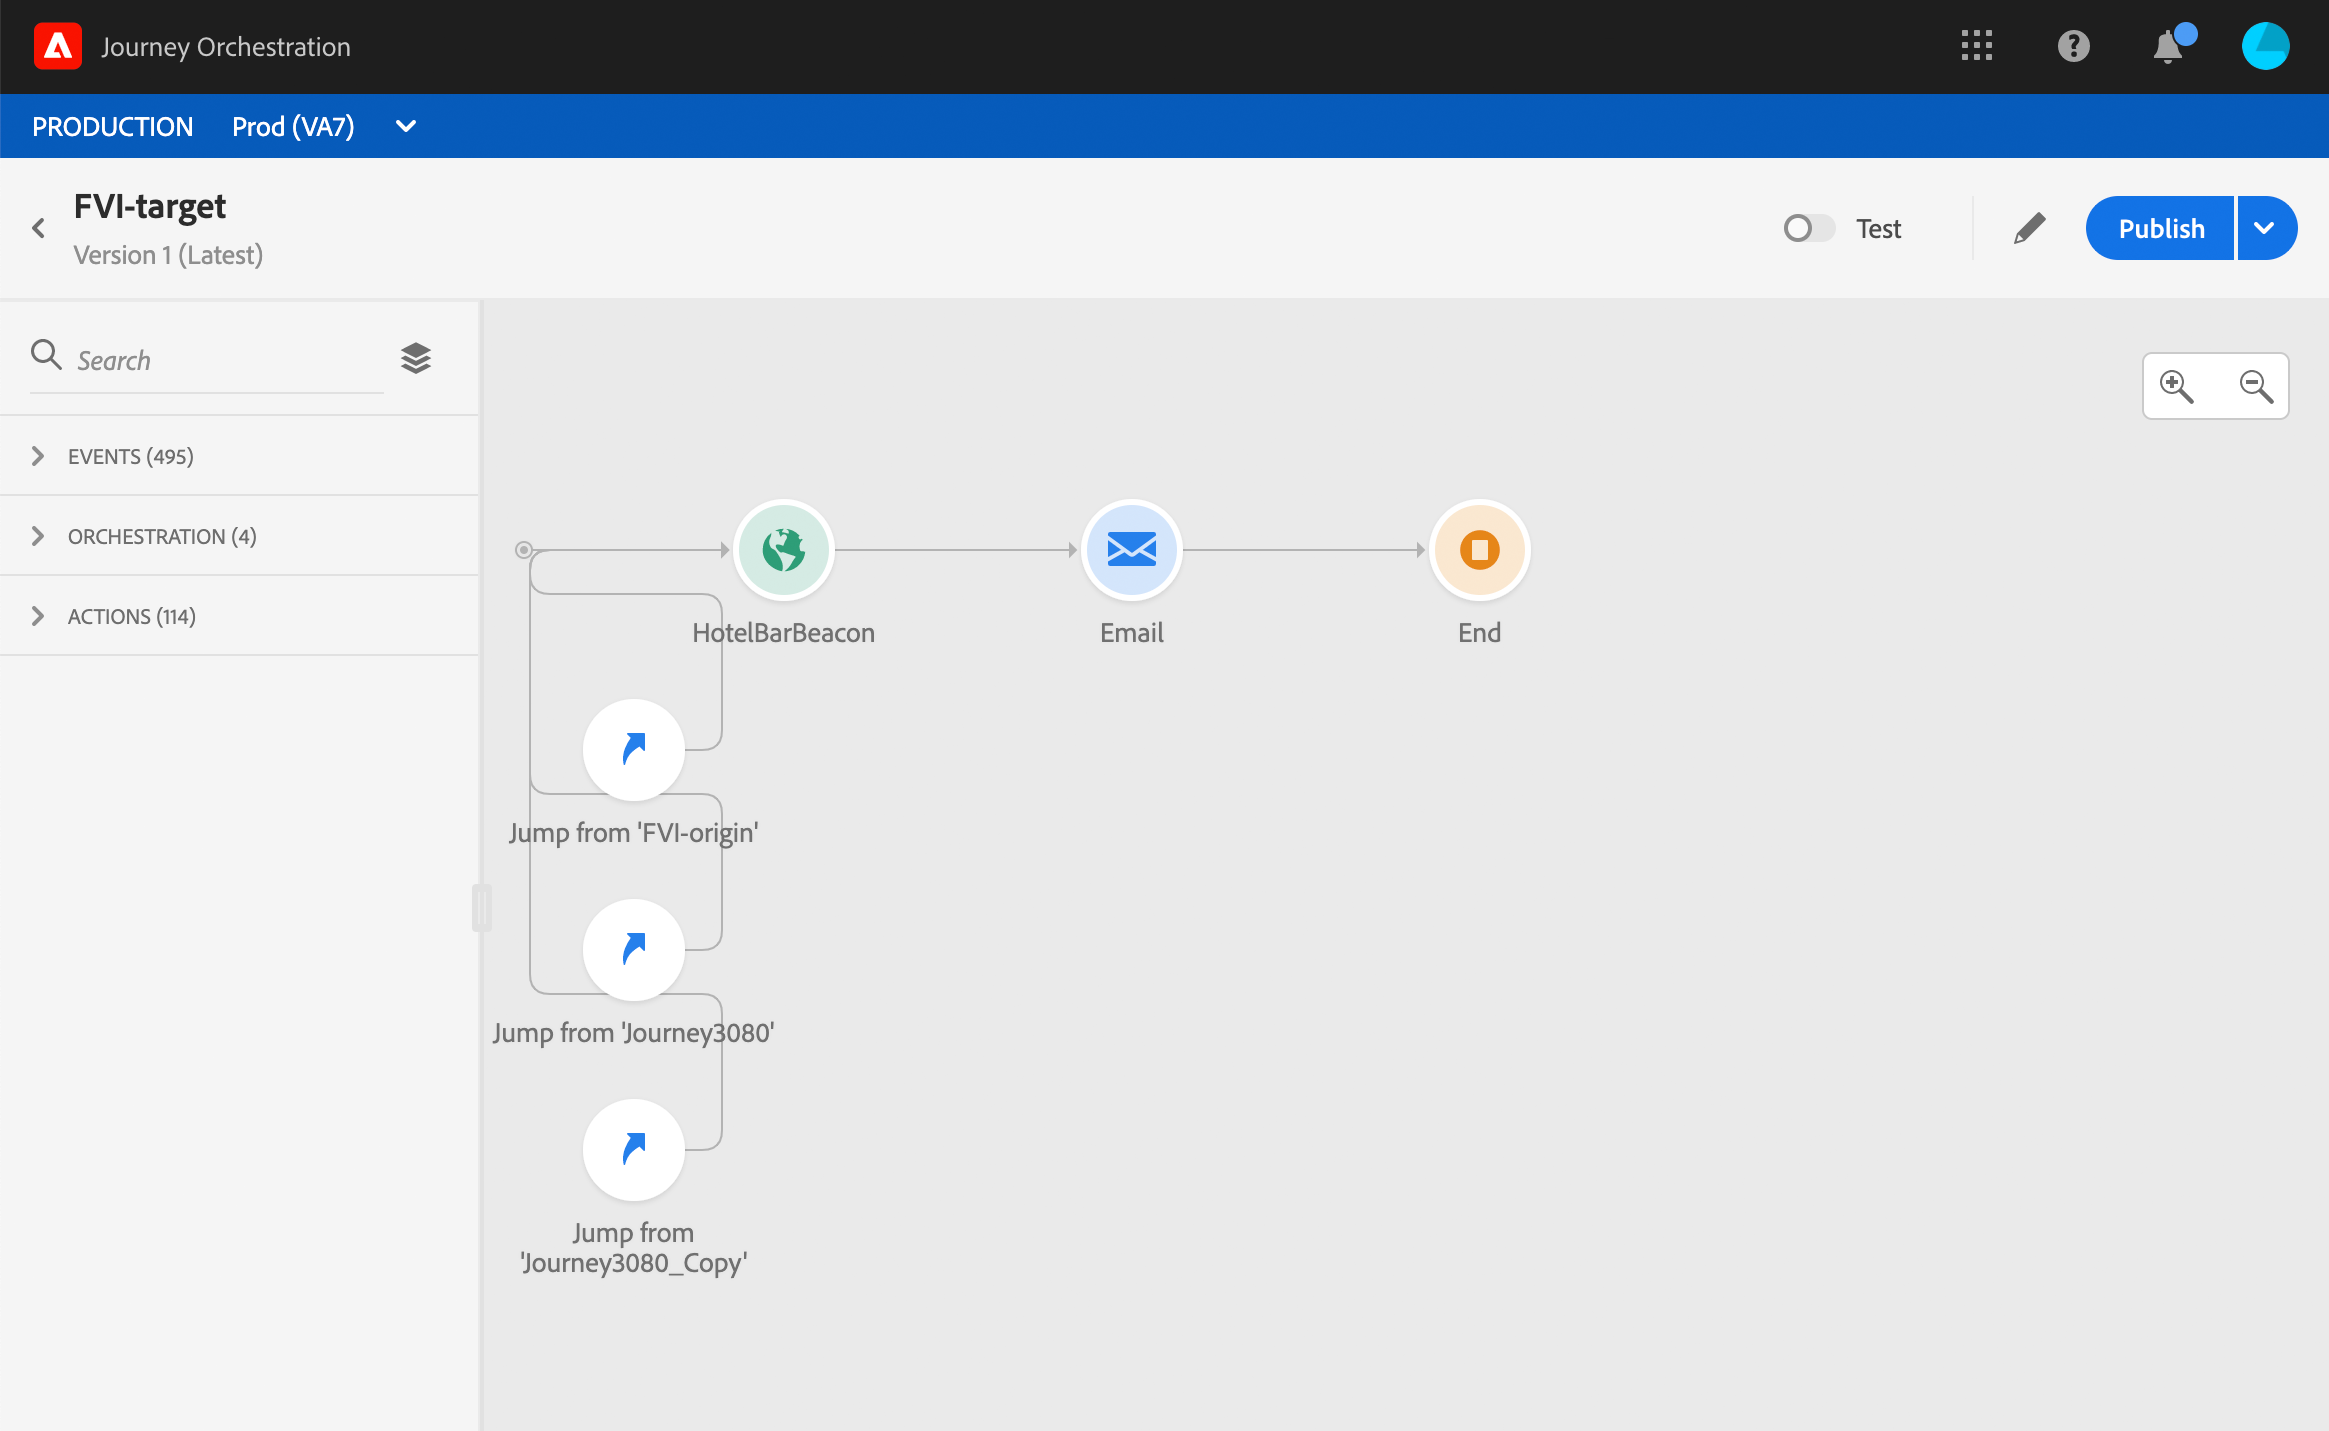 Journey Orchestration
PRODUCTION Prod (VA7)
FVI-target
Version 1 (Latest)
Test
Publish
Search
EVENTS (495)
ORCHESTRATION (4)
ACTIONS (114)
HotelBarBeacon
Email
End
Jump from 'FVI-origin'
Jump from 'Journey3080'
Jump from
'Journey3080_Copy'